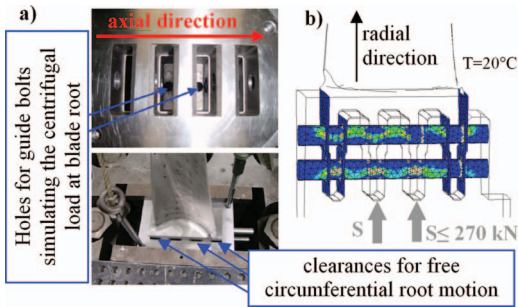 a)
Holes for guide bolts
simulating the centrifugal
load at blade root
axial direction
b)
radial
direction
T=20°C
S
S≤ 270 kN
clearances for free
circumferential root motion